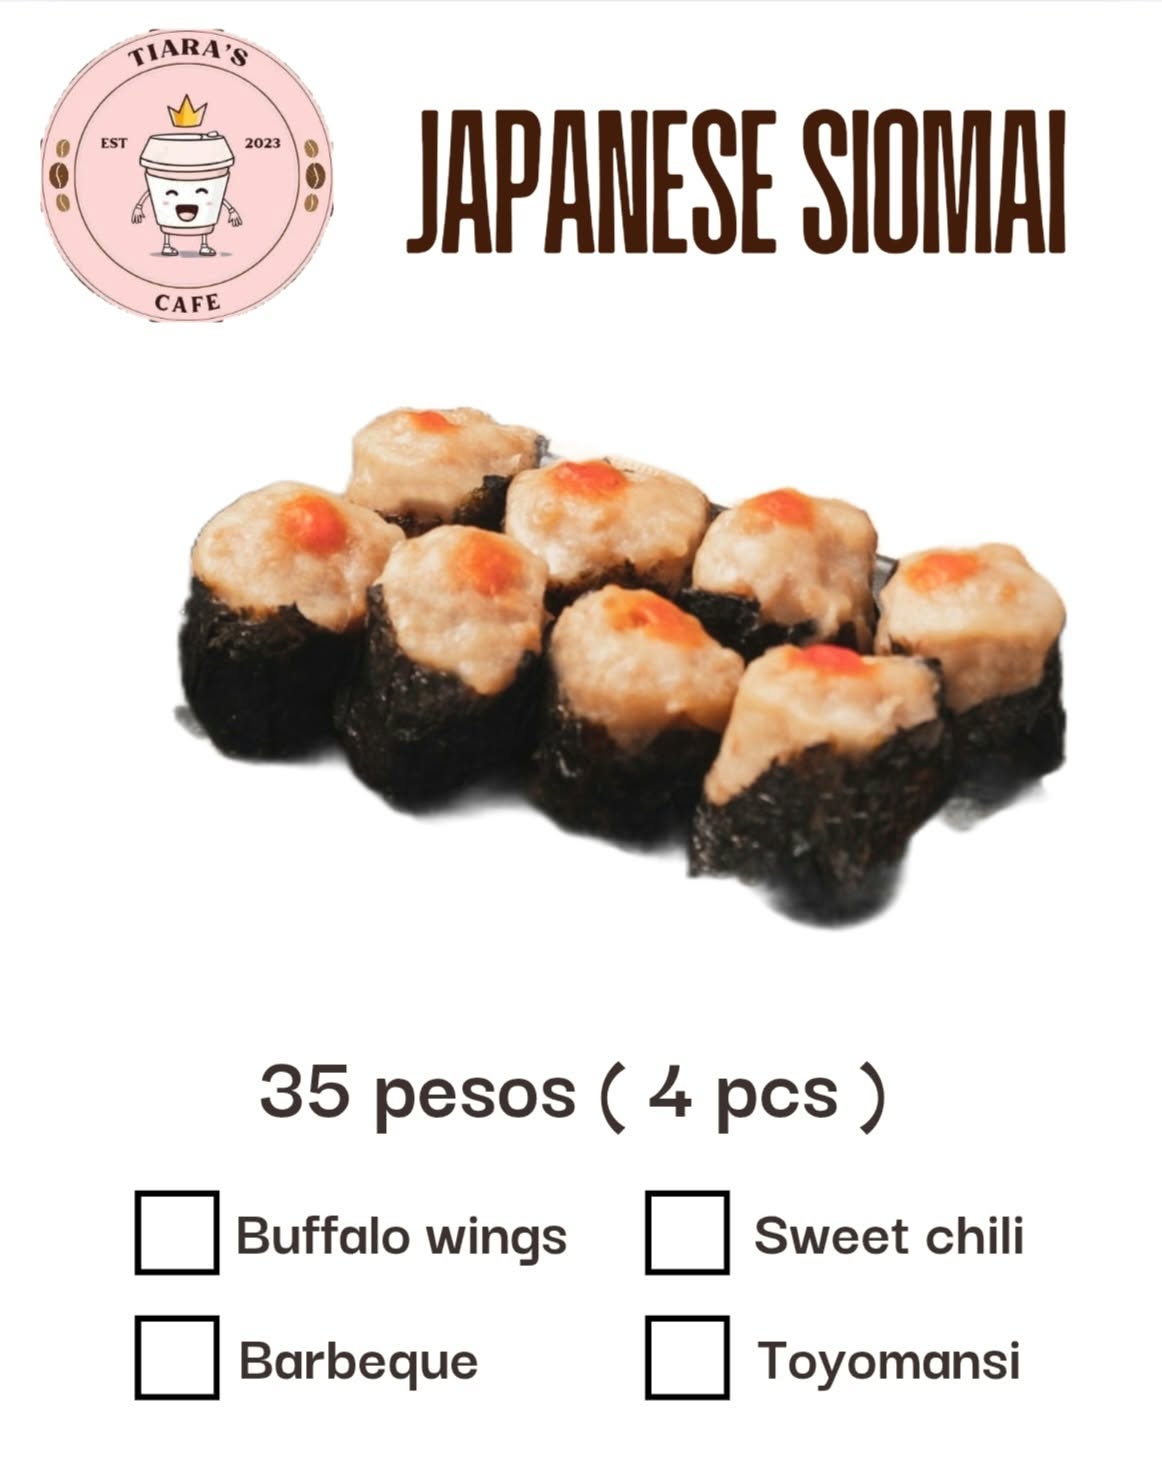 TIARA'S
EST 2023
CAFE
JAPANESE SIOMAI
35 pesos ( 4 pcs )
Buffalo wings
Sweet chili
Barbeque
Toyomansi